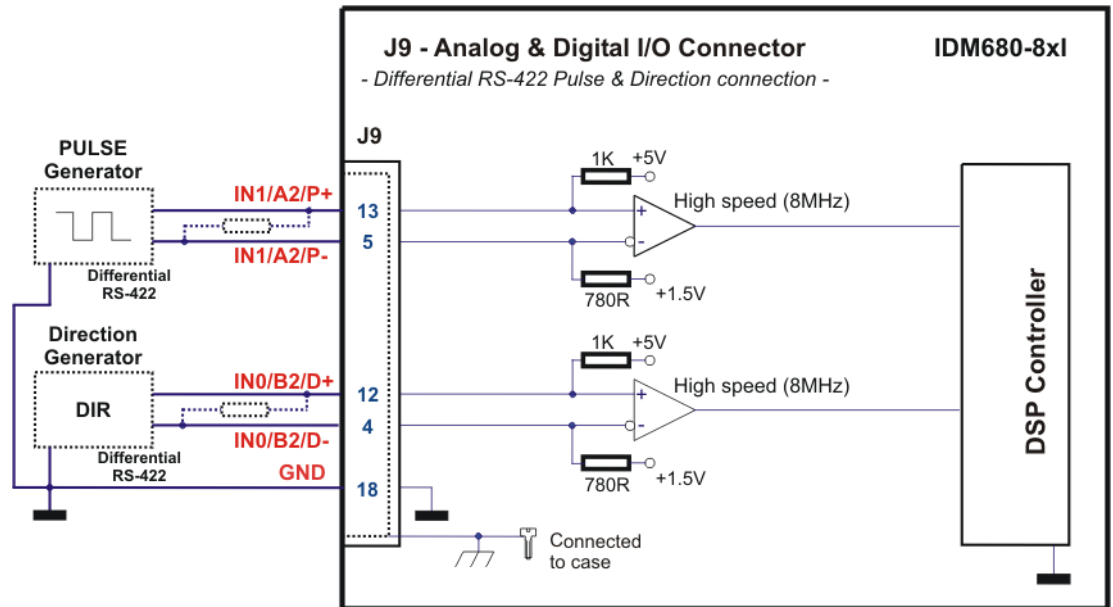 J9 - Analog & Digital I/O Connector
IDM680-8xI
- Differential RS-422 Pulse & Direction connection -
J9
PULSE
Generator
IN1/A2/P+
13
5
IN1/A2/P-
Differential
RS-422
1K
+5V
+
-
High speed (8MHz)
780R
+1.5V
Direction
Generator
DIR
IN0/B2/D+
12
4
IN0/B2/D-
Differential
RS-422
GND
18
1K
+5V
+
-
High speed (8MHz)
780R
+1.5V
DSP Controller
Connected
to case